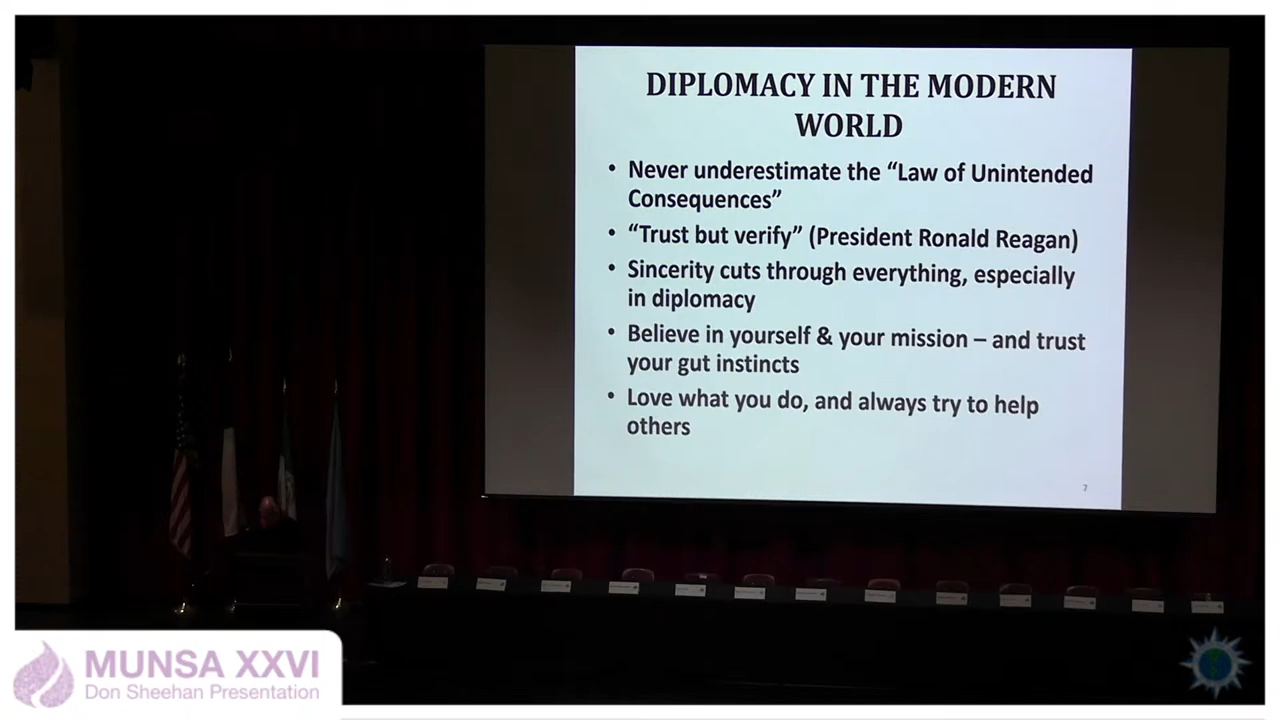 DIPLOMACY IN THE MODERN
WORLD
• Never underestimate the “Law of Unintended
Consequences”
• “Trust but verify” (President Ronald Reagan)
• Sincerity cuts through everything, especially
in diplomacy
• Believe in yourself & your mission – and trust
your gut instincts
• Love what you do, and always try to help
others
7
MUNSA XXVI
Don Sheehan Presentation